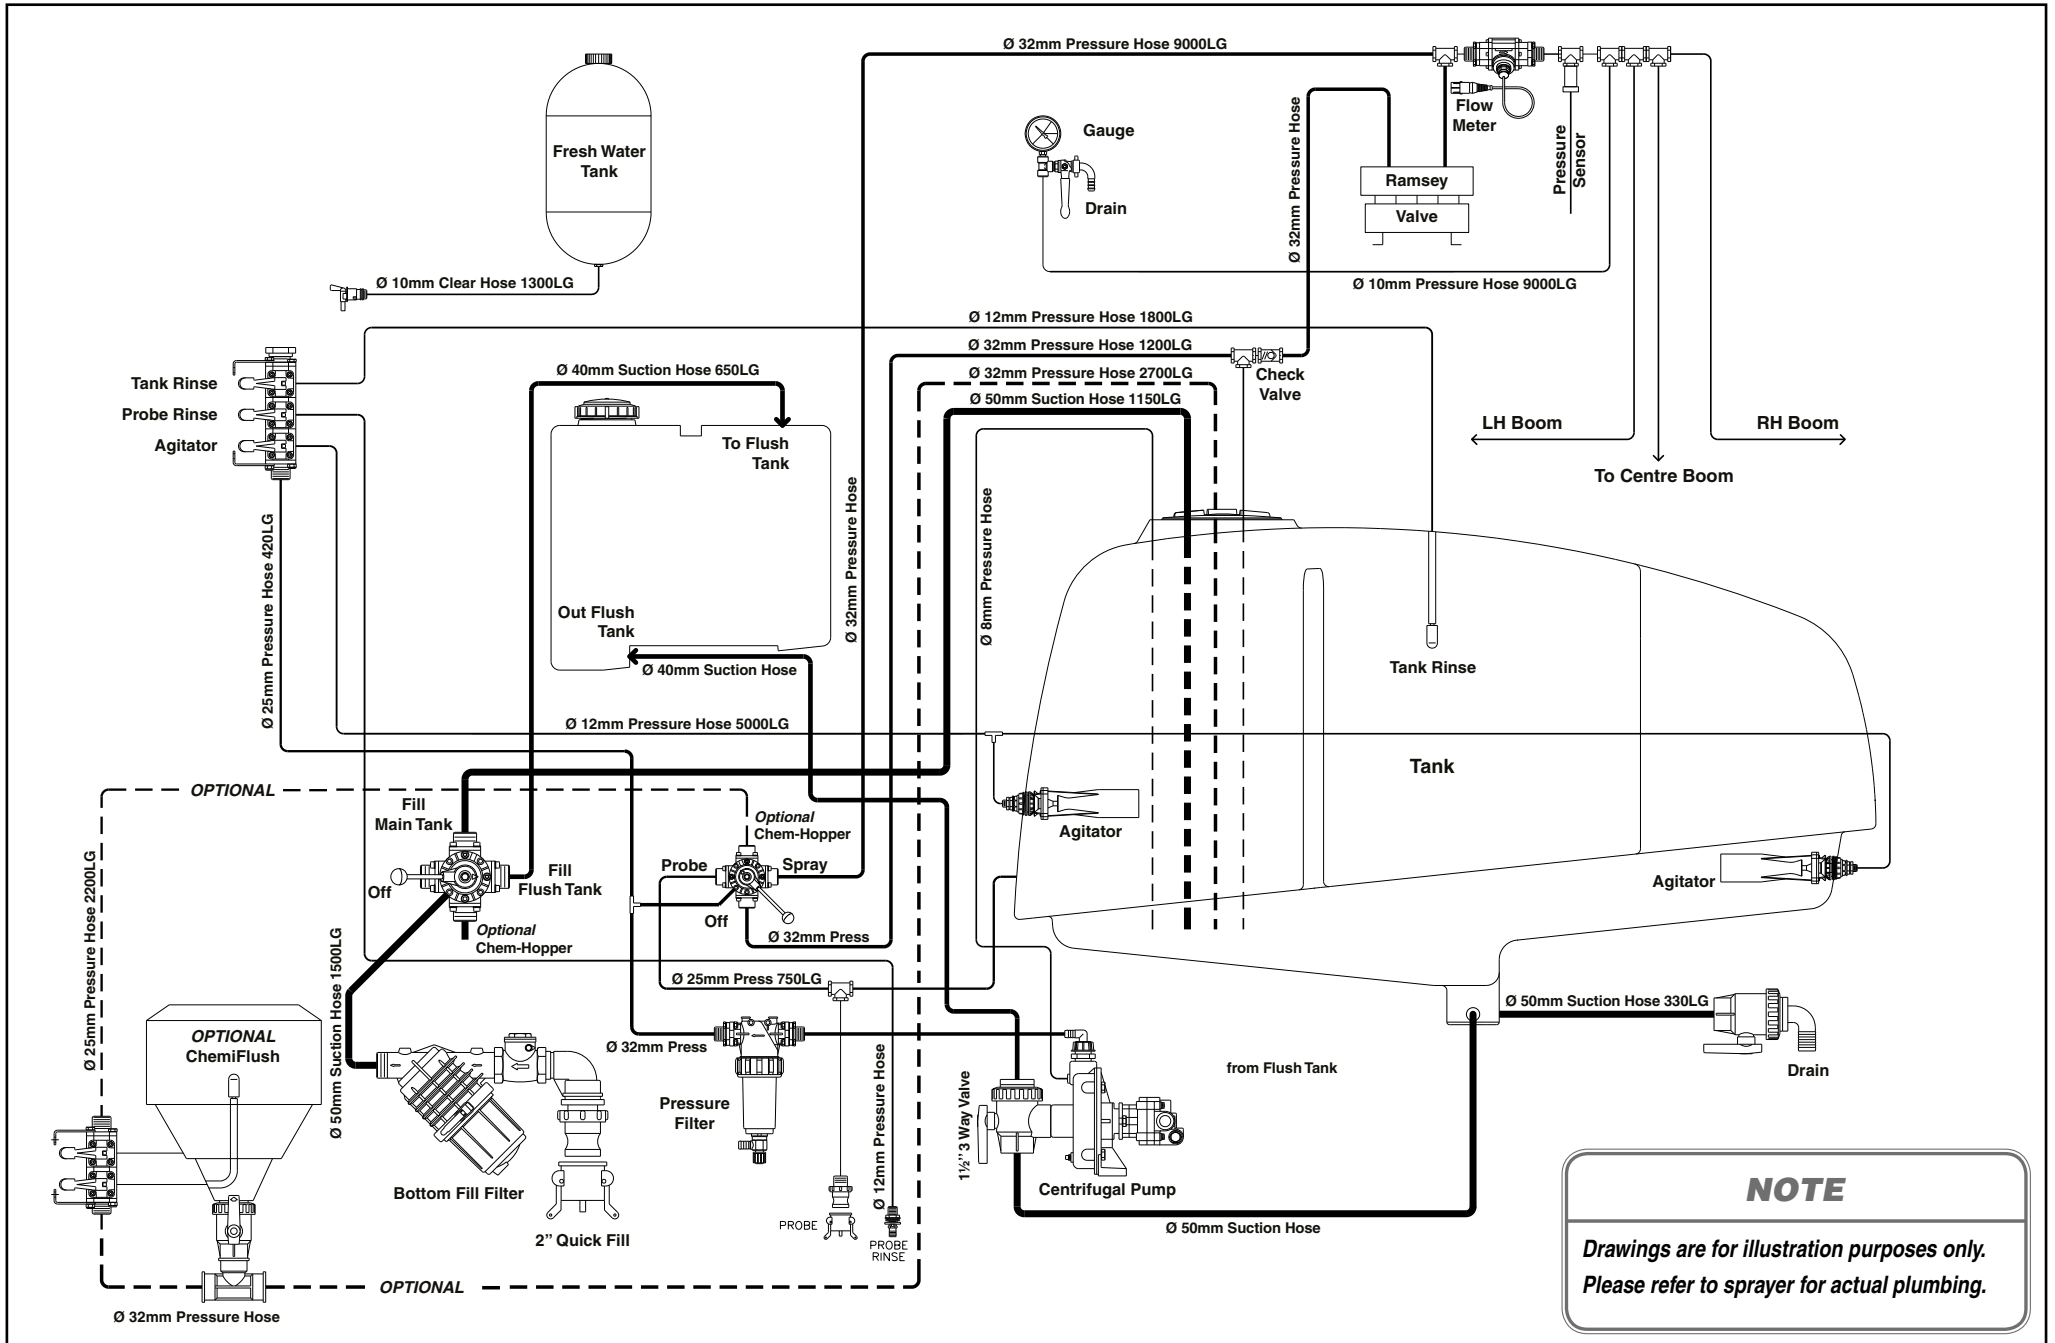 Ø 32mm Pressure Hose 9000LG
Flow
Meter
Pressure
Sensor
Ø 32mm Pressure Hose
Gauge
Drain
Ramsey
Valve
Fresh Water
Tank
Ø 10mm Clear Hose 1300LG
Ø 10mm Pressure Hose 9000LG
Ø 12mm Pressure Hose 1800LG
Ø 32mm Pressure Hose 1200LG
Ø 32mm Pressure Hose 2700LG
Ø 50mm Suction Hose 1150LG
Check
Valve
Tank Rinse
Probe Rinse
Agitator
Ø 40mm Suction Hose 650LG
To Flush
Tank
LH Boom
RH Boom
To Centre Boom
Ø 25mm Pressure Hose 420LG
Ø 32mm Pressure Hose
Ø 8mm Pressure Hose
Out Flush
Tank
Ø 40mm Suction Hose
Tank Rinse
Ø 12mm Pressure Hose 5000LG
Tank
OPTIONAL
Fill
Main Tank
Optional
Chem-Hopper
Agitator
Probe
Spray
Fill
Flush Tank
Off
Off
Agitator
Optional
Chem-Hopper
Ø 32mm Press
Ø 25mm Pressure Hose 2200LG
Ø 50mm Suction Hose 1500LG
Ø 25mm Press 750LG
Ø 50mm Suction Hose 330LG
OPTIONAL
ChemiFlush
Ø 32mm Press
from Flush Tank
Drain
Pressure
Filter
Ø 12mm Pressure Hose
1½” 3 Way Valve
Bottom Fill Filter
Centrifugal Pump
PROBE
PROBE
RINSE
2” Quick Fill
Ø 50mm Suction Hose
OPTIONAL
Ø 32mm Pressure Hose
NOTE
Drawings are for illustration purposes only.
Please refer to sprayer for actual plumbing.